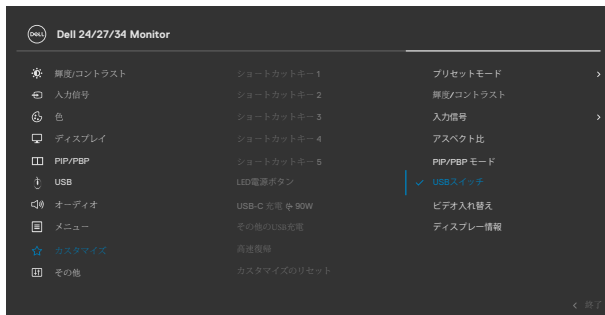 DELL
Dell 24/27/34 Monitor
輝度/コントラスト
入力信号
色
ディスプレイ
PIP/PBP
USB
オーディオ
メニュー
カスタマイズ
その他
ショートカットキー 1
ショートカットキー 2
ショートカットキー 3
ショートカットキー 4
ショートカットキー 5
LED電源ボタン
USB-C 充電 90W
その他のUSB充電
高速復帰
カスタマイズのリセット
プリセットモード
輝度/コントラスト
入力信号
アスペクト比
PIP/PBP モード
USBスイッチ
ビデオ入れ替え
ディスプレー情報
終了